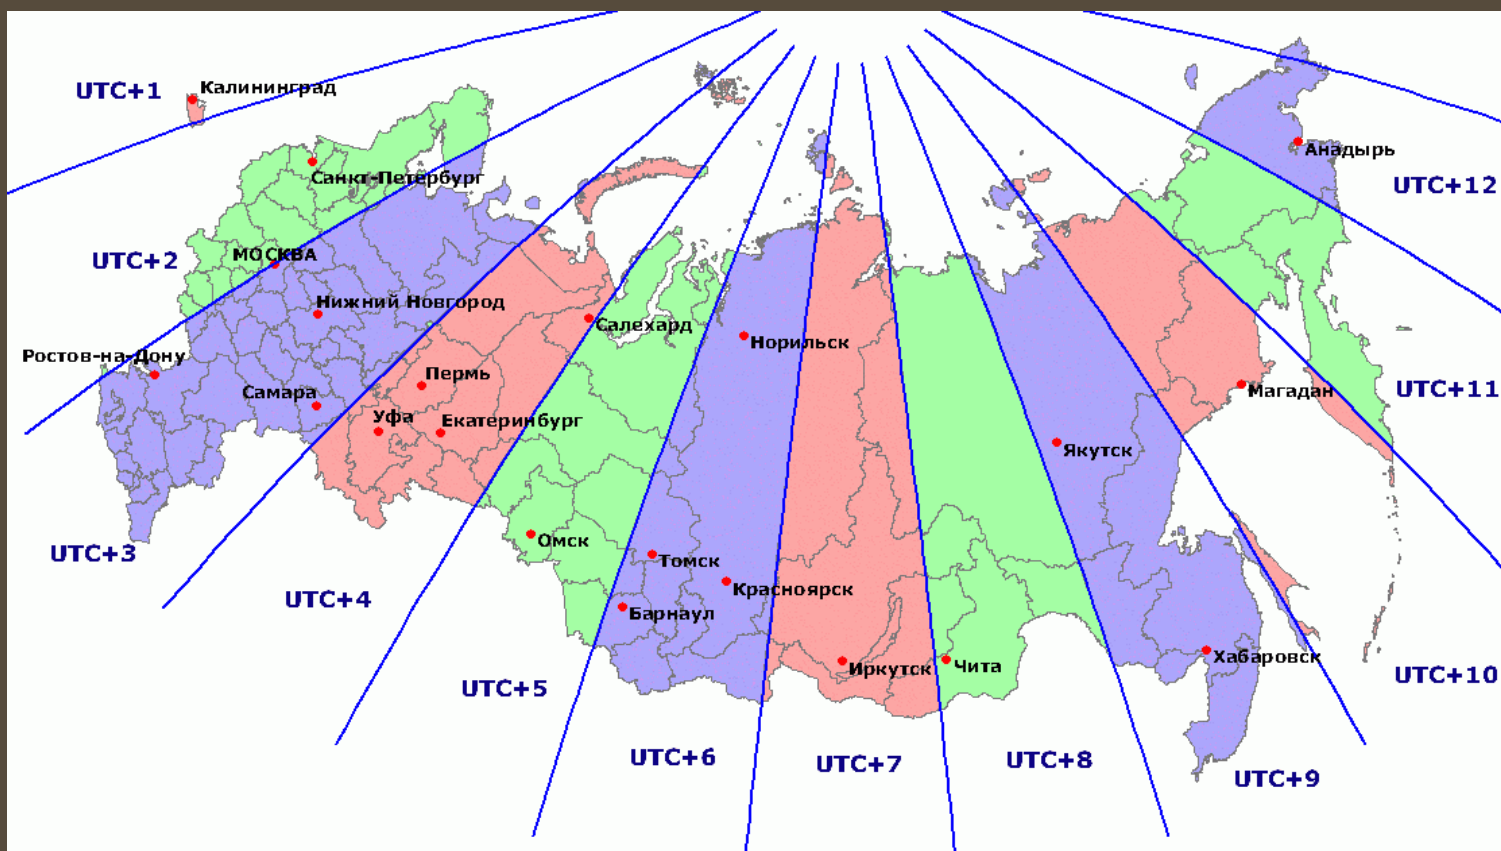 UTC+1
Калининград
Анадырь
Санкт-Петербург
UTC+12
МОСКВА
UTC+2
Нижний Новгород
Салехард
Норильск
Ростов-на-Дону
Пермь
Самара
Магадан
UTC+11
Уфа
Екатеринбург
Якутск
Омск
UTC+3
Томск
Красноярск
UTC+4
Барнаул
Хабаровск
Иркутск
Чита
UTC+10
UTC+5
UTC+6
UTC+7
UTC+8
UTC+9